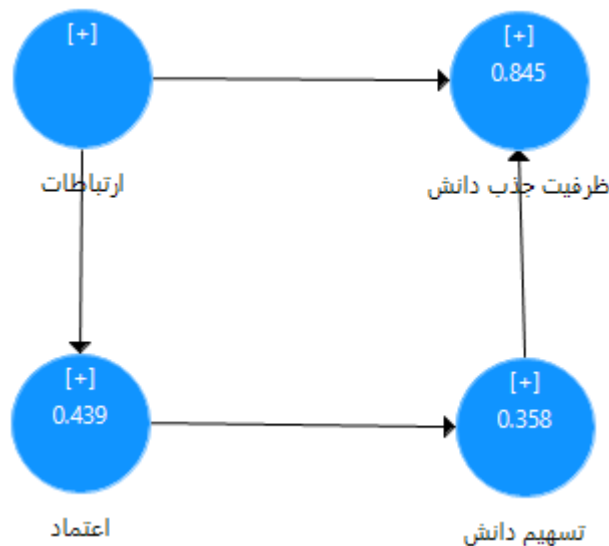 [+]
[+]
0.845
ارتباطات
ظرفیت جذب دانش
[+]
0.439
[+]
0.358
اعتماد
تسهیم دانش